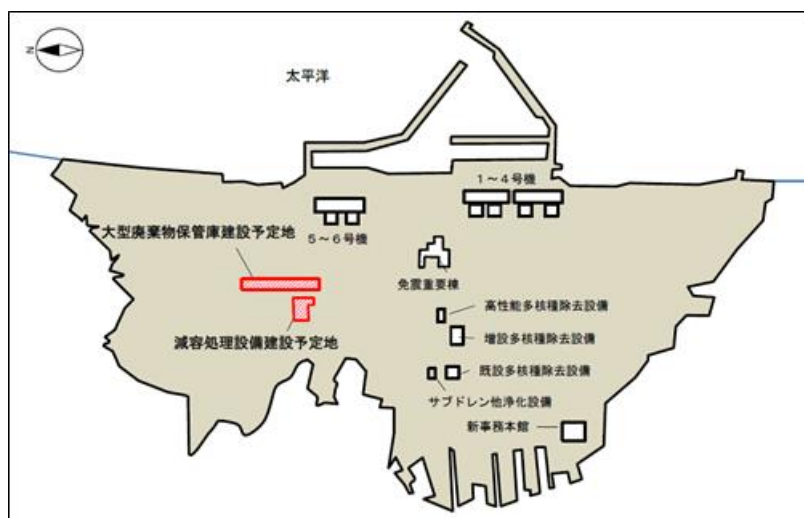 N
太平洋
1～4号機
5～6号機
大型廃棄物保管庫建設予定地
免震重要棟
高性能多核種除去設備
増設多核種除去設備
減容処理設備建設予定地
既設多核種除去設備
サブドレン他浄化設備
新事務本館